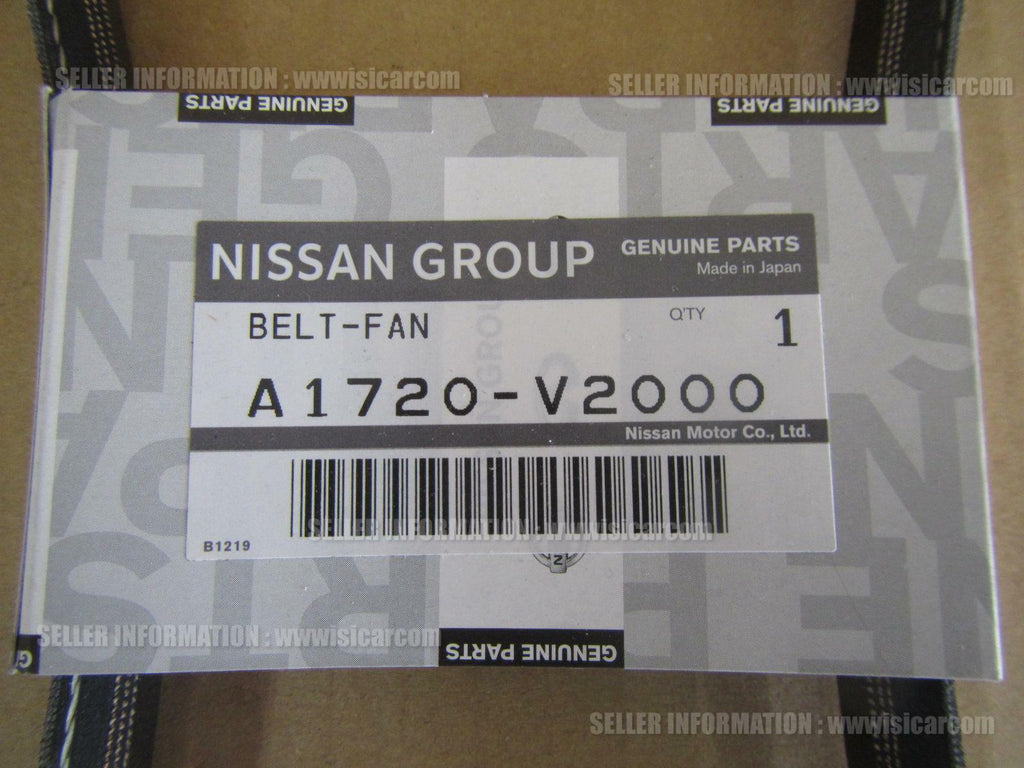 SELLER INFORMATION : wwwisicarcom SELLER INFORMATION : wwwisicarcom
GENUINE PARTS GENUINE PARTS
NISSAN GROUP GENUINE PARTS
Made in Japan
BELT-FAN Q'TY 1
A1720-V2000
Nissan Motor Co., Ltd.
SELLER INFORMATION : wwwisicarcom
B1219
SELLER INFORMATION : wwwisicarcom
GENUINE PARTS
SELLER INFORMATION : wwwisicarcom